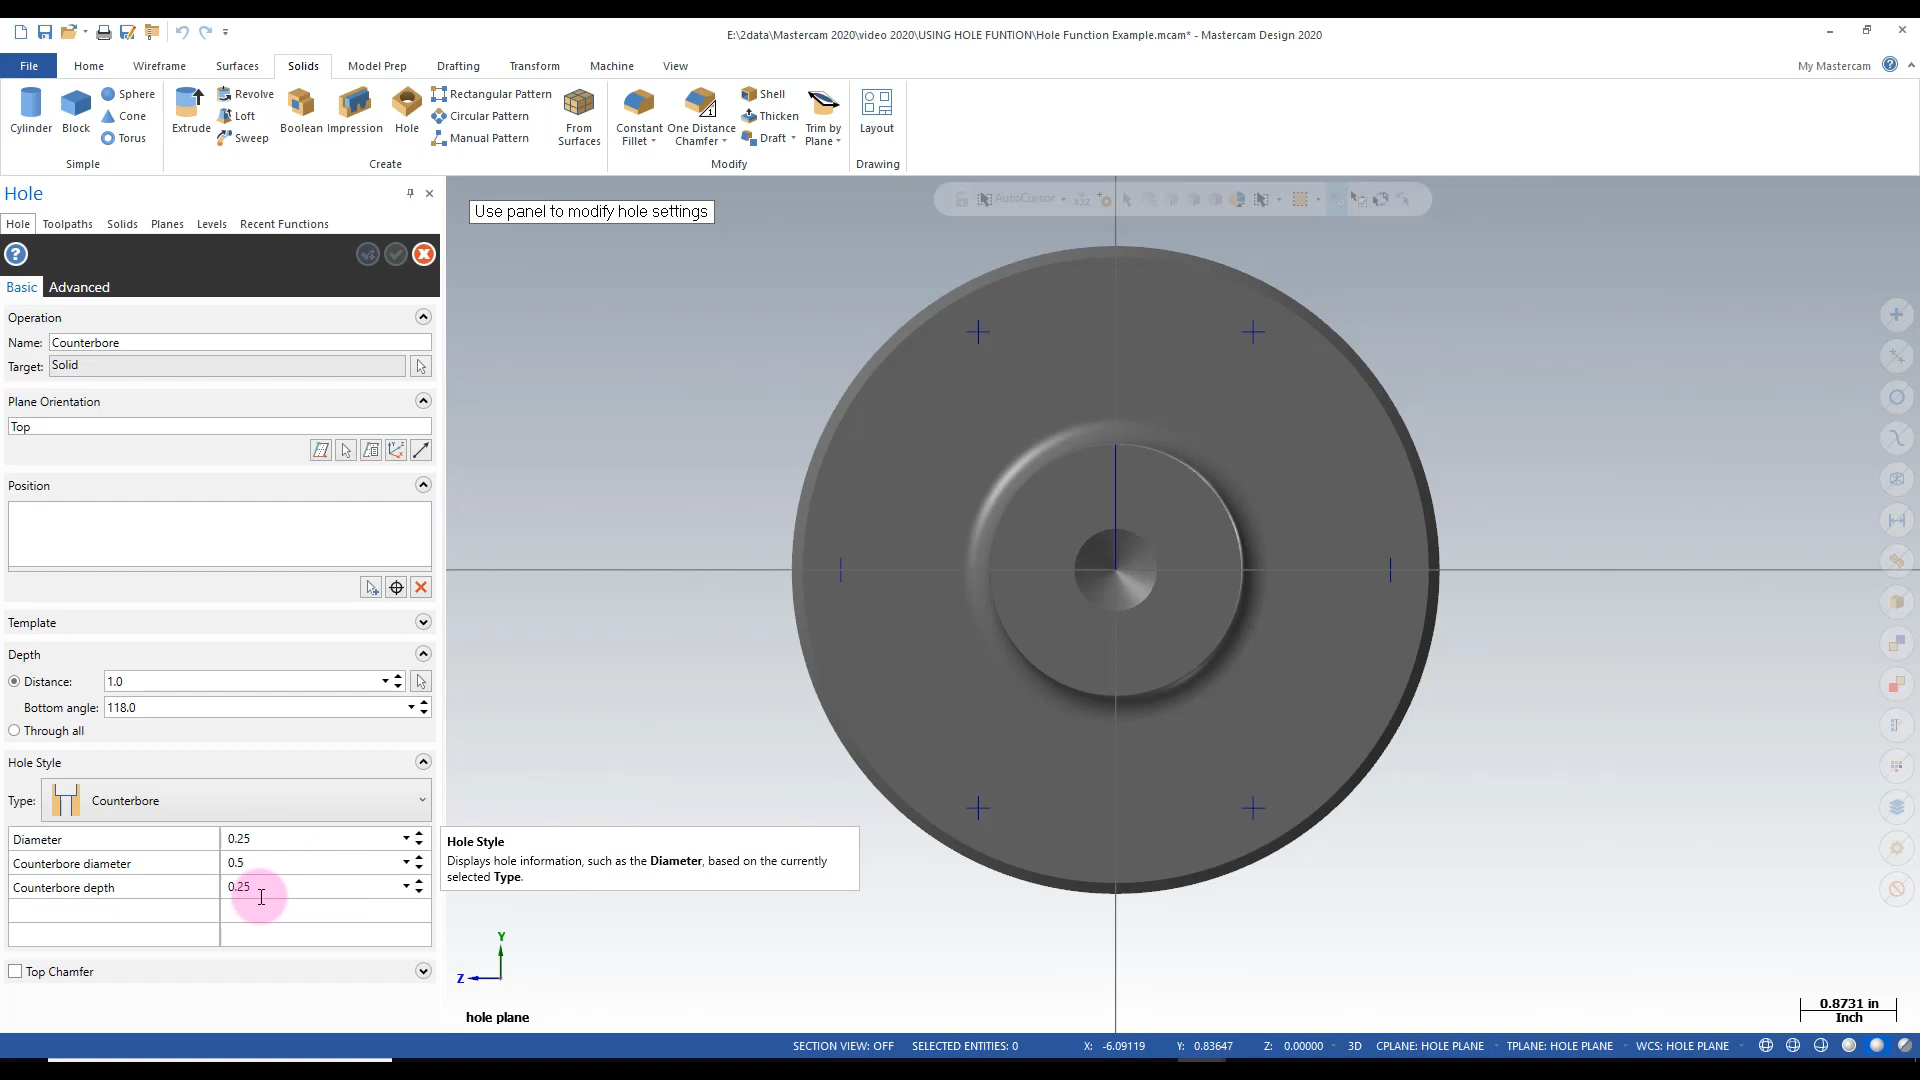 E:\2data\Mastercam 2020\video 2020\USING HOLE FUNTION\Hole Function Example.mcam* - Mastercam Design 2020
File Home Wireframe Surfaces Solids Model Prep Drafting Transform Machine View My Mastercam
Cylinder Block Sphere Cone Torus
Simple
Extrude Revolve Loft Sweep Boolean Impression Hole Rectangular Pattern Circular Pattern Manual Pattern From Surfaces
Create
Constant Fillet One Distance Chamfer Shell Thicken Draft Trim by Plane
Modify
Layout
Drawing
Hole
Hole Toolpaths Solids Planes Levels Recent Functions
Basic Advanced
Operation
Name: Counterbore
Target: Solid
Plane Orientation
Top
Position
Template
Depth
Distance: 1.0
Bottom angle: 118.0
Through all
Hole Style
Type: Counterbore
Diameter 0.25
Counterbore diameter 0.5
Counterbore depth 0.25
Top Chamfer
Use panel to modify hole settings
AutoCursor
Hole Style
Displays hole information, such as the Diameter, based on the currently
selected Type.
Y
Z
hole plane
0.8731 in
Inch
SECTION VIEW: OFF SELECTED ENTITIES: 0 X: -6.09119 Y: 0.83647 Z: 0.00000 3D CPLANE: HOLE PLANE TPLANE: HOLE PLANE WCS: HOLE PLANE